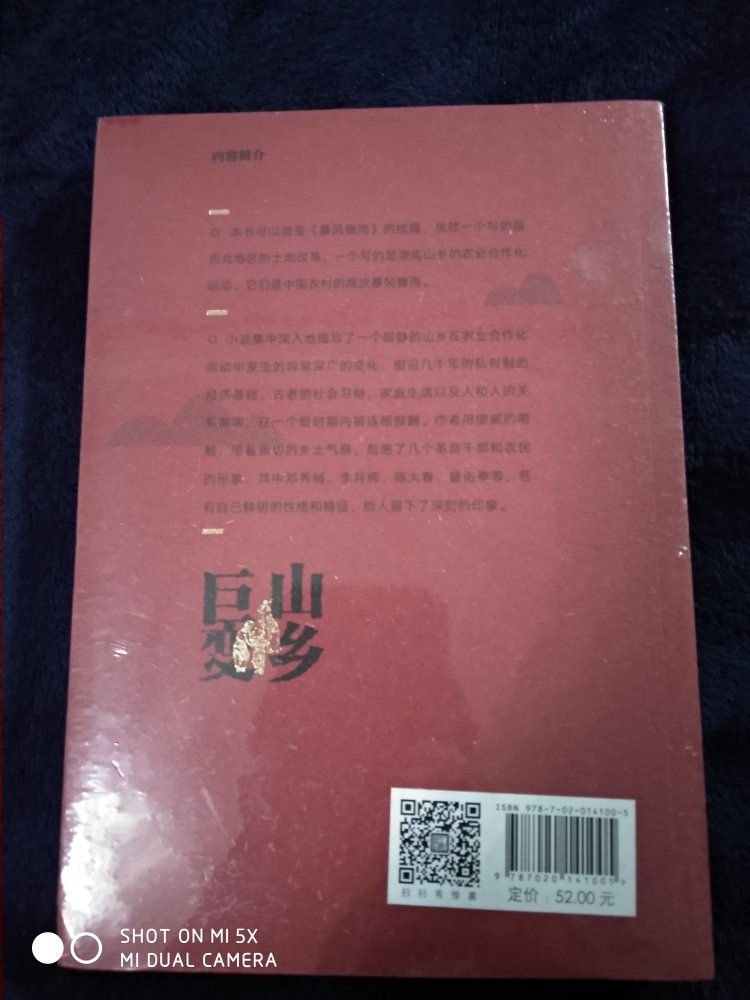 内容简介
◎ 本书可以说是《暴风骤雨》的续篇，虽然一个写的是
东北地区的土地改革，一个写的是湖南山乡的农业合作化
运动。它们是中国农村的两次暴风骤雨。
◎ 小说集中深入地描写了一个僻静的山乡在农业合作化
运动中发生的异常深广的变化：相沿几千年的私有制的
经济基础，古老的社会习俗，家庭生活以及人和人的关
系等等，在一个短时期内被连根掀翻。作者用细腻的笔
触，带着亲切的乡土气息，刻画了几个革命干部和农民
的形象，其中邓秀梅、李月辉、陈大春、盛佑亭等，各
有自己鲜明的性格和特征，给人留下了深刻的印象。
山乡
巨变
ISBN 978-7-02-014100-5
9 787020 141005 >
扫扫有惊喜
定价：52.00 元
SHOT ON MI 5X
MI DUAL CAMERA